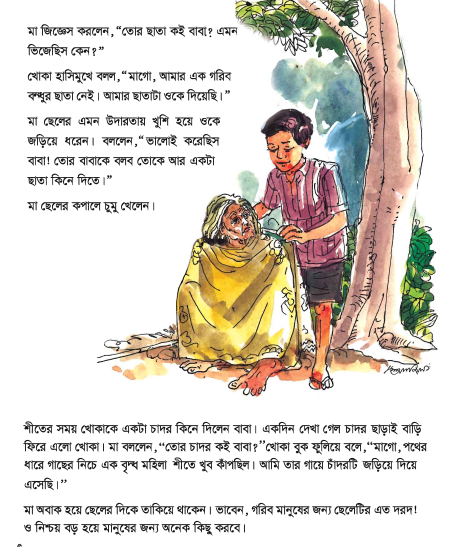 মা জিজ্ঞেস করলেন, “তোর ছাতা কই বাবা? এমন
ভিজেছিস কেন?”
খোকা হাসিমুখে বলল, “মাগো, আমার এক গরিব
বন্ধুর ছাতা নেই। আমার ছাতাটা ওকে দিয়েছি।”
মা ছেলের এমন উদারতায় খুশি হয়ে ওকে
জড়িয়ে ধরেন। বললেন, “ভালোই করেছিস
বাবা! তোর বাবাকে বলব তোকে আর একটা
ছাতা কিনে দিতে।”
মা ছেলের কপালে চুমু খেলেন।
শীতের সময় খোকাকে একটা চাদর কিনে দিলেন বাবা। একদিন দেখা গেল চাদর ছাড়াই বাড়ি
ফিরে এলো খোকা। মা বললেন, “তোর চাদর কই বাবা?” খোকা বুক ফুলিয়ে বলে, “মাগো, পথের
ধারে গাছের নিচে এক বৃদ্ধ মহিলা শীতে খুব কাঁপছিল। আমি তার গায়ে চাঁদরটি জড়িয়ে দিয়ে
এসেছি।”
মা অবাক হয়ে ছেলের দিকে তাকিয়ে থাকেন। ভাবেন, গরিব মানুষের জন্য ছেলেটির এত দরদ!
ও নিশ্চয় বড় হয়ে মানুষের জন্য অনেক কিছু করবে।